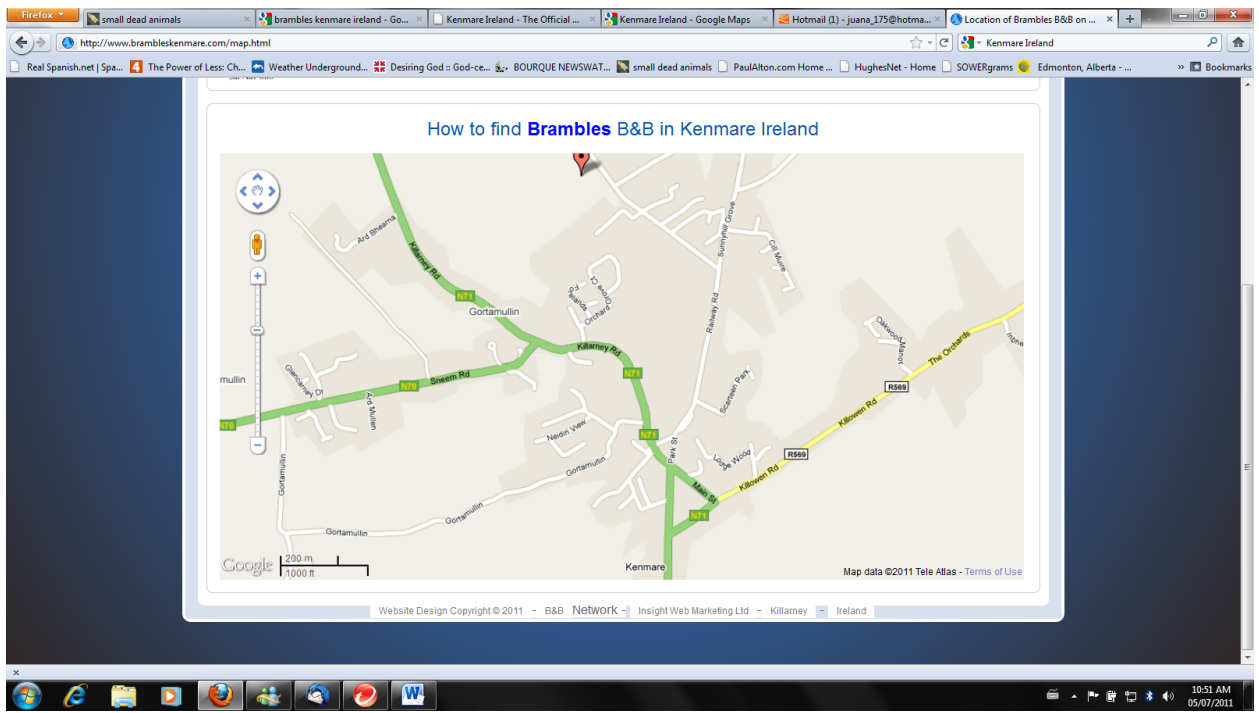 Firefox
small dead animals
brambles kenmare ireland - Go...
Kenmare Ireland - The Official ...
Kenmare Ireland - Google Maps
Hotmail (1) - juana_175@hotma...
Location of Brambles B&B on ...
http://www.brambleskenmare.com/map.html
Kenmare Ireland
Real Spanish.net | Spa...
The Power of Less: Ch...
Weather Underground...
Desiring God :: God-ce...
BOURQUE NEWSWAT...
small dead animals
PaulAlton.com Home ...
HughesNet - Home
SOWERgrams
Edmonton, Alberta - ...
Bookmarks
How to find Brambles B&B in Kenmare Ireland
Ard Bhearna
Killarney Rd
N71
Gortamullin
Forelands
Orchard
Grove Ct
Sunnyhill Grove
Cill Muire
Railway Rd
Killarney Rd
N71
Oakwood Manor
The Orchards
mullin
Glencarney Ct
N70
Sneem Rd
Ard Mullen
Scarteen Park
R569
Killowen Rd
N70
Neidin View
N71
Park St
Lodge Wood
R569
Gortamullin
Gortamullin
Killowen Rd
Main St
N71
Gortamullin
Gortamullin
Kenmare
Google
200 m
1000 ft
Map data ©2011 Tele Atlas - Terms of Use
Website Design Copyright © 2011 - B&B Network - Insight Web Marketing Ltd - Killarney - Ireland
10:51 AM
05/07/2011